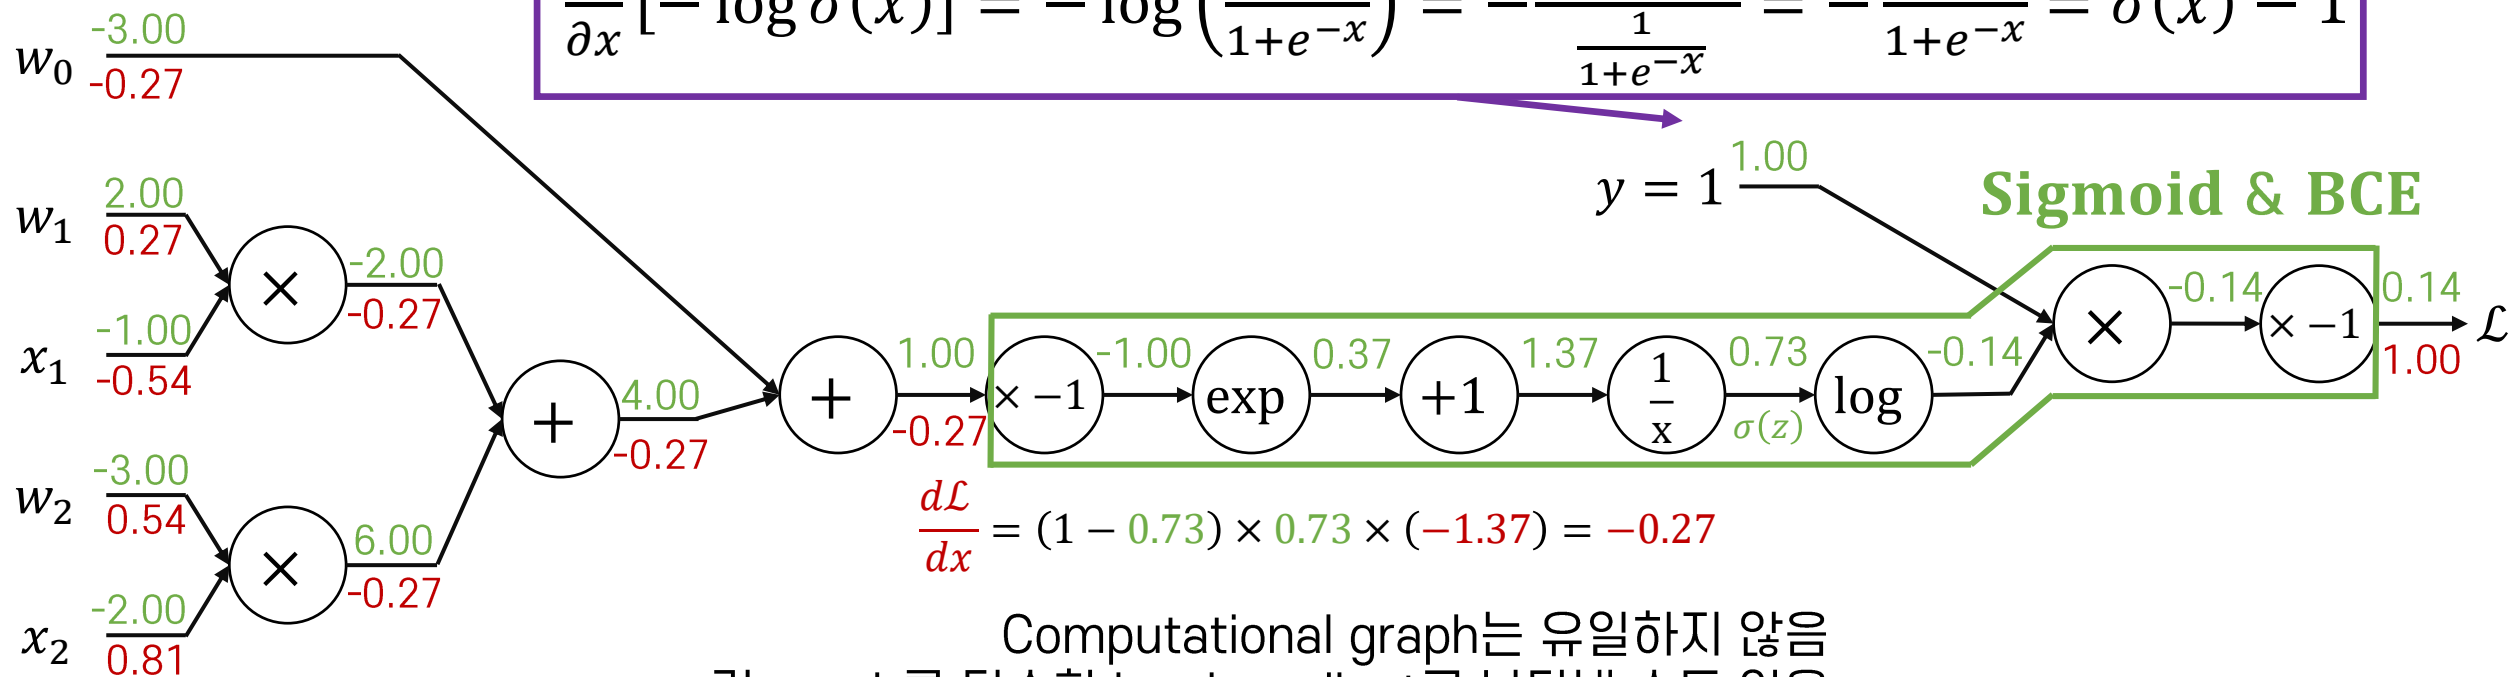 ∂x [− log σ(x)] = − log(1+e^−x) = − 1/(1+e^−x) = − 1+e^−x = σ(x) − 1
w0 -3.00
-0.27
1.00
y = 1
Sigmoid & BCE
w1 2.00
0.27
×
-2.00
-0.27
x1 -1.00
-0.54
+
4.00
-0.27
+
1.00
-0.27
× −1
-1.00
exp
0.37
+1
1.37
1/x
0.73
σ(z)
log
-0.14
×
-0.14
× −1
0.14
1.00
ℒ
w2 -3.00
0.54
×
6.00
-0.27
x2 -2.00
0.81
dℒ/dx = (1 − 0.73) × 0.73 × (−1.37) = −0.27
Computational graph는 유일하지 않음